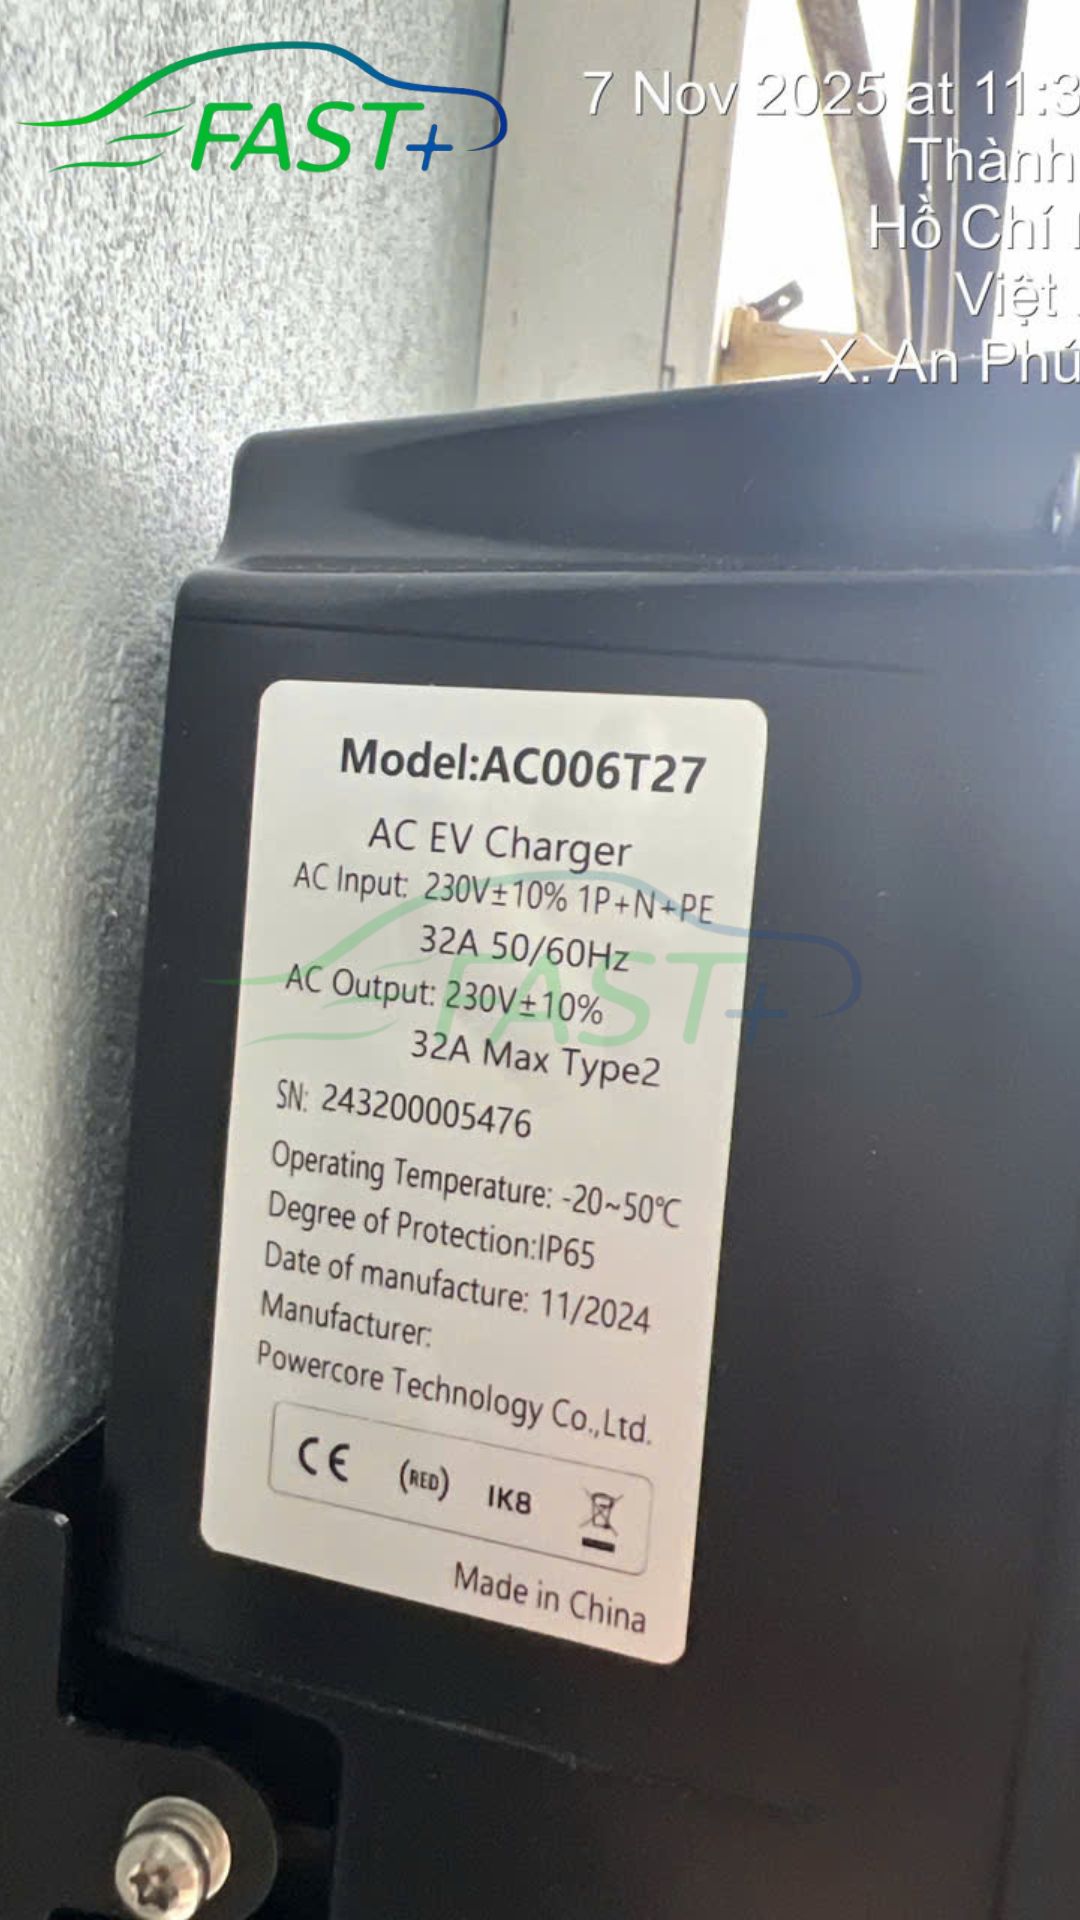 FAST+
7 Nov 2025 at 11:3
Thành
Hồ Chí
Việt
X. An Phú
Model:AC006T27
AC EV Charger
AC Input: 230V±10% 1P+N+PE
32A 50/60Hz
AC Output: 230V±10%
32A Max Type2
FAST+
SN: 243200005476
Operating Temperature: -20~50℃
Degree of Protection:IP65
Date of manufacture: 11/2024
Manufacturer:
Powercore Technology Co.,Ltd.
CE (RED) IK8
Made in China